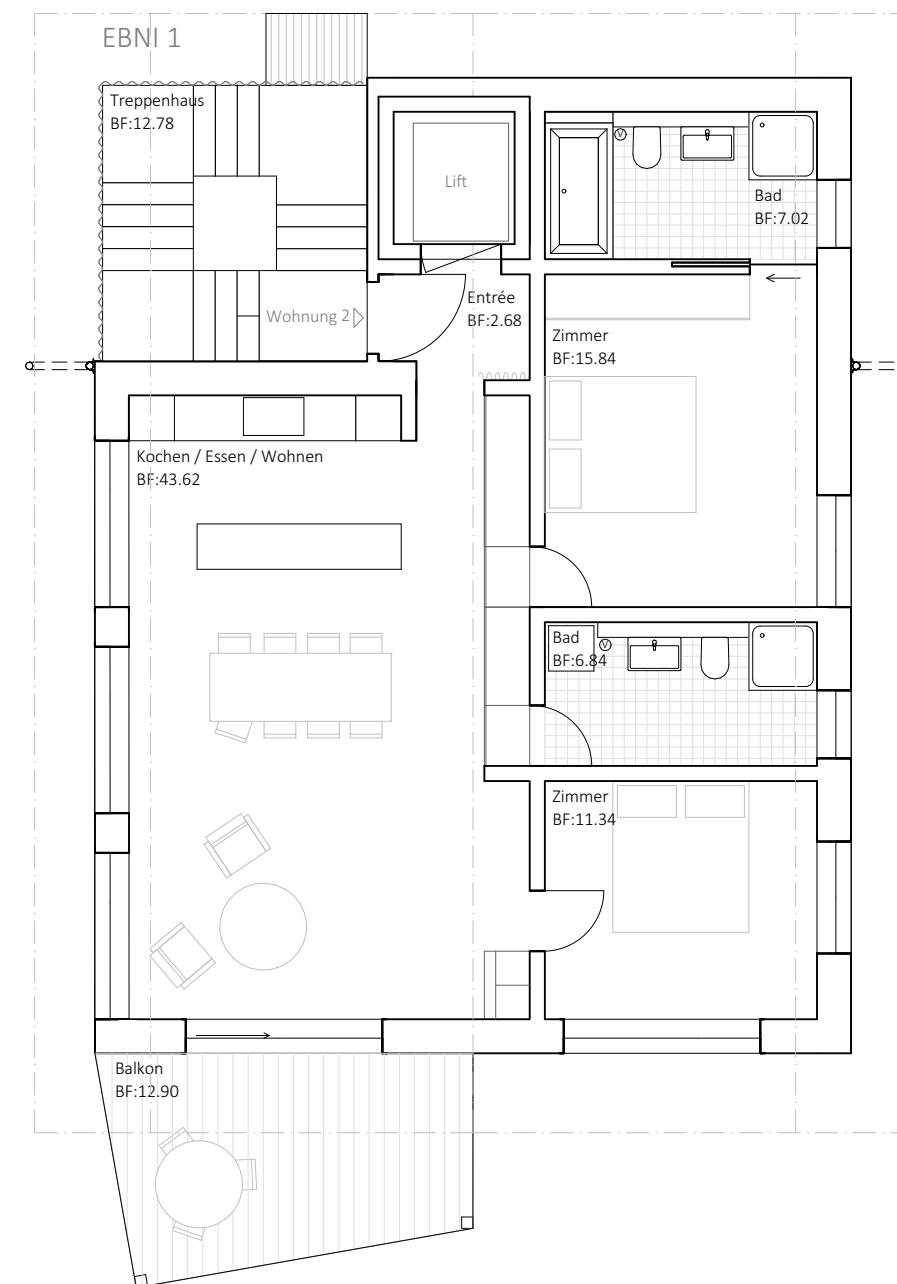 EBNI 1
Treppenhaus
BF:12.78
Lift
Bad
BF:7.02
Entrée
BF:2.68
Wohnung 2
Zimmer
BF:15.84
Kochen / Essen / Wohnen
BF:43.62
Bad
BF:6.84
Zimmer
BF:11.34
Balkon
BF:12.90